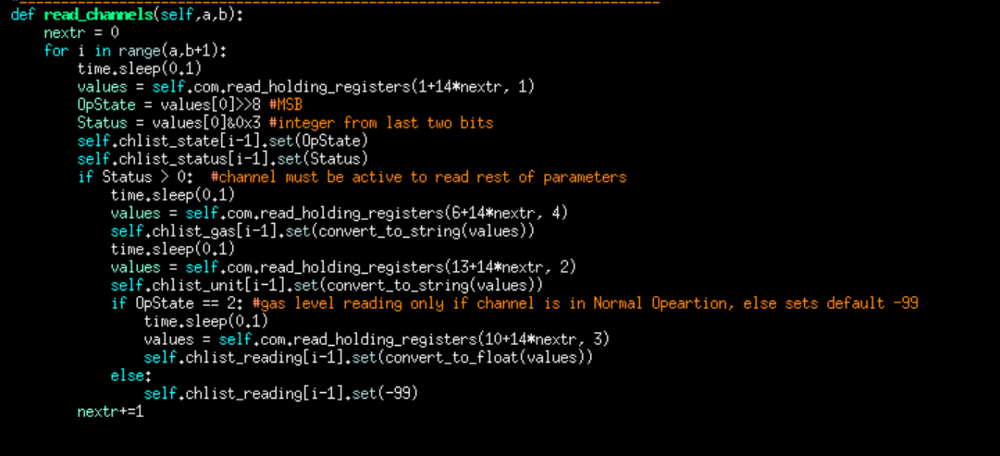 def read_channels(self,a,b):
    nextr = 0
    for i in range(a,b+1):
        time.sleep(0.1)
        values = self.com.read_holding_registers(1+14*nextr, 1)
        OpState = values[0]>>8 #MSB
        Status = values[0]&0x3 #integer from last two bits
        self.chlist_state[i-1].set(OpState)
        self.chlist_status[i-1].set(Status)
        if Status > 0:  #channel must be active to read rest of parameters
            time.sleep(0.1)
            values = self.com.read_holding_registers(6+14*nextr, 4)
            self.chlist_gas[i-1].set(convert_to_string(values))
            time.sleep(0.1)
            values = self.com.read_holding_registers(13+14*nextr, 2)
            self.chlist_unit[i-1].set(convert_to_string(values))
            if OpState == 2: #gas level reading only if channel is in Normal Opeartion, else sets default -99
                time.sleep(0.1)
                values = self.com.read_holding_registers(10+14*nextr, 3)
                self.chlist_reading[i-1].set(convert_to_float(values))
            else:
                self.chlist_reading[i-1].set(-99)
        nextr+=1